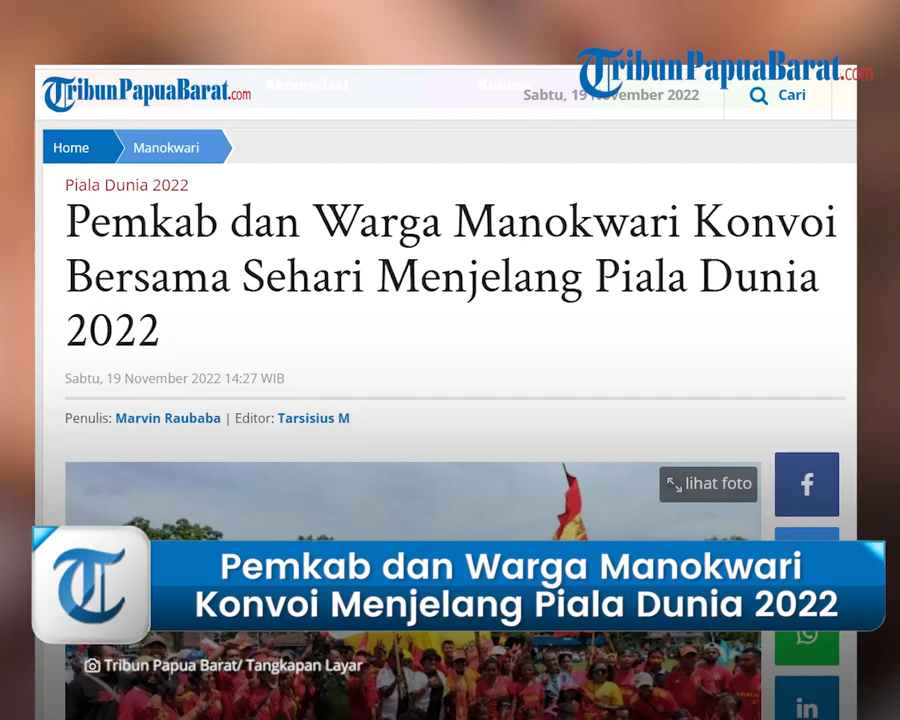 TribunPapuaBarat.com
Akomodasi
TribunPapuaBarat.com
Sabtu, 19 November 2022
Cari
Home
Manokwari
Piala Dunia 2022
Pemkab dan Warga Manokwari Konvoi
Bersama Sehari Menjelang Piala Dunia
2022
Sabtu, 19 November 2022 14:27 WIB
Penulis: Marvin Raubaba | Editor: Tarsisius M
lihat foto
f
Pemkab dan Warga Manokwari
Konvoi Menjelang Piala Dunia 2022
Tribun Papua Barat/ Tangkapan Layar
in